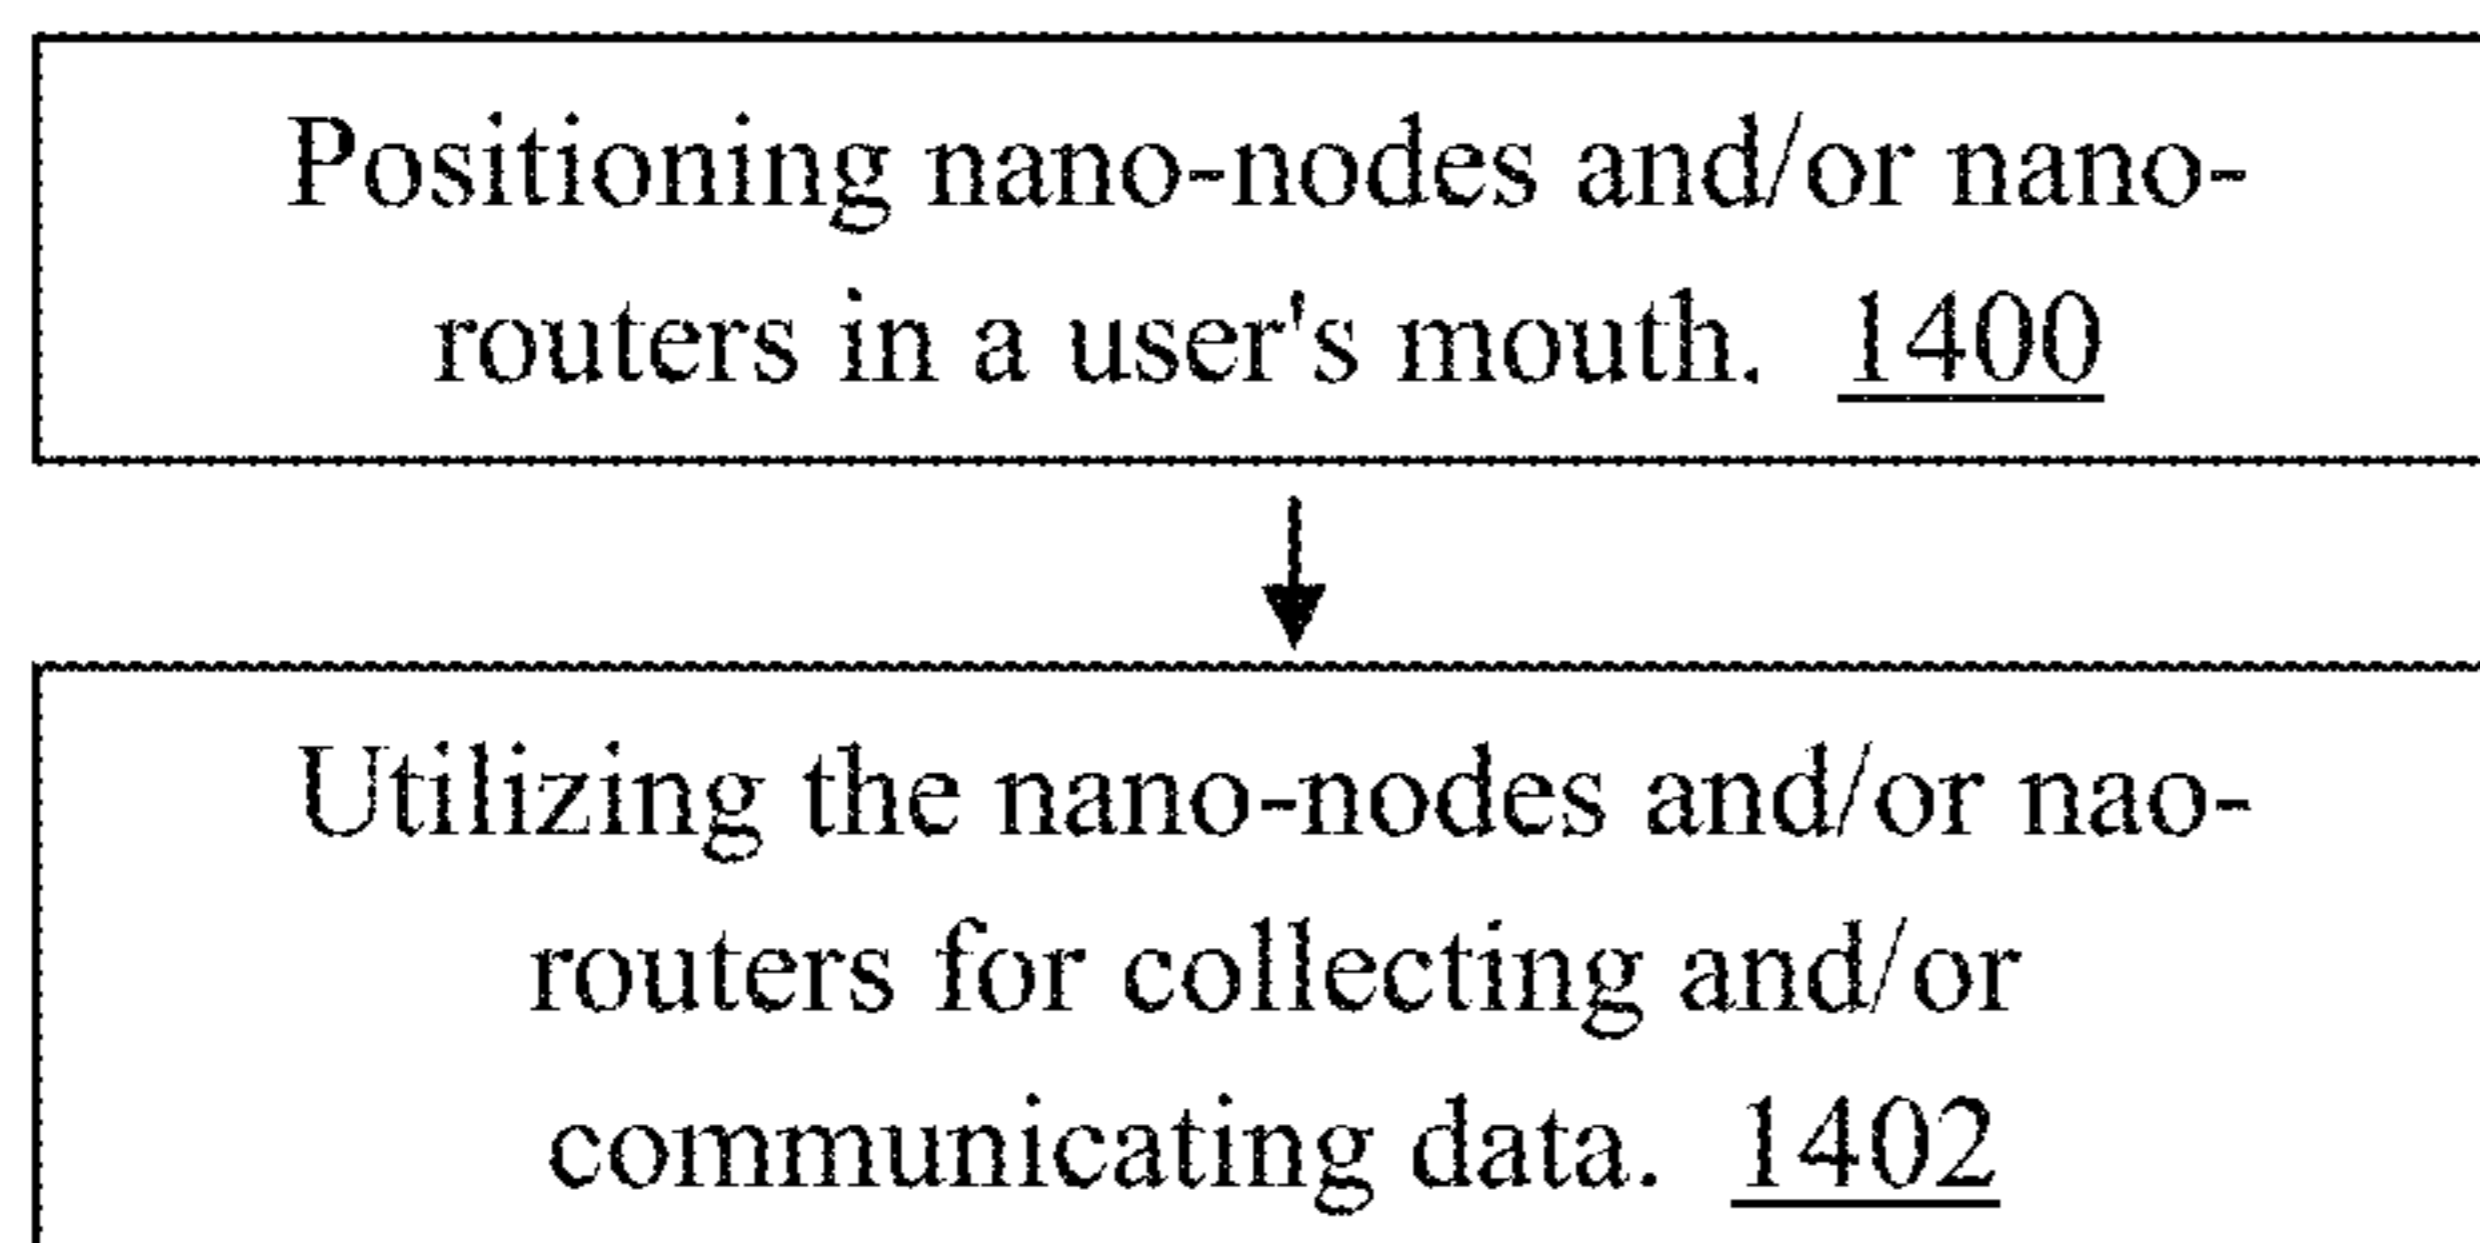 Positioning nano-nodes and/or nano-
routers in a user's mouth. 1400
Utilizing the nano-nodes and/or nao-
routers for collecting and/or
communicating data. 1402